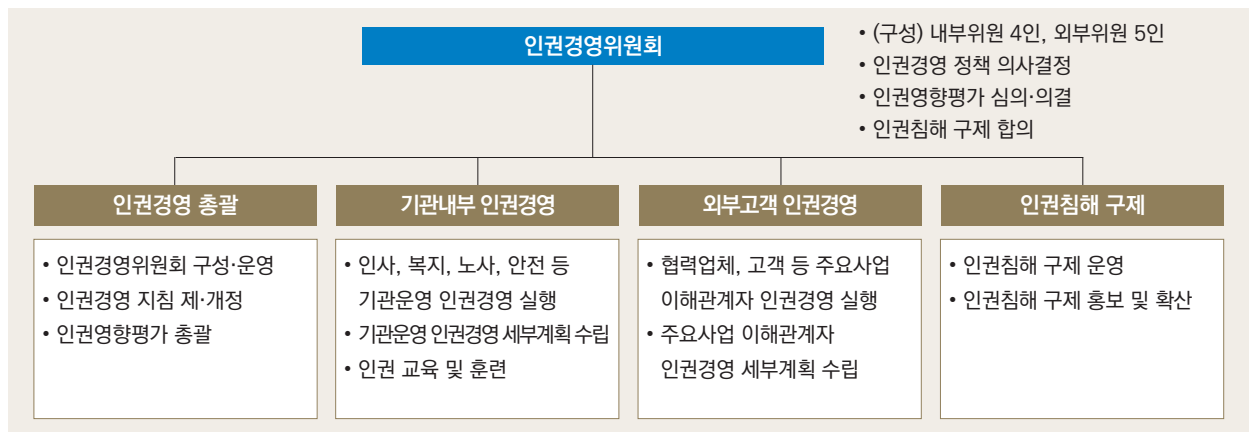 인권경영위원회
• (구성) 내부위원 4인, 외부위원 5인
• 인권경영 정책 의사결정
• 인권영향평가 심의·의결
• 인권침해 구제 합의
인권경영 총괄
• 인권경영위원회 구성·운영
• 인권경영 지침 제·개정
• 인권영향평가 총괄
기관내부 인권경영
• 인사, 복지, 노사, 안전 등
기관운영 인권경영 실행
• 기관운영 인권경영 세부계획 수립
• 인권 교육 및 훈련
외부고객 인권경영
• 협력업체, 고객 등 주요사업
이해관계자 인권경영 실행
• 주요사업 이해관계자
인권경영 세부계획 수립
인권침해 구제
• 인권침해 구제 운영
• 인권침해 구제 홍보 및 확산